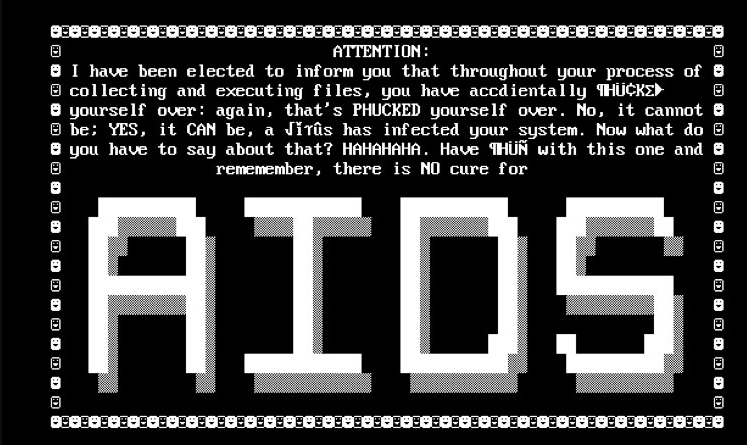 ATTENTION:
I have been elected to inform you that throughout your process of
collecting and executing files, you have accdientally ¶HÜÇKΣ►
yourself over: again, that's PHUCKED yourself over. No, it cannot
be; YES, it CAN be, a √ìτûs has infected your system. Now what do
you have to say about that? HAHAHAHA. Have ¶HÜÑ with this one and
rememember, there is NO cure for
AIDS